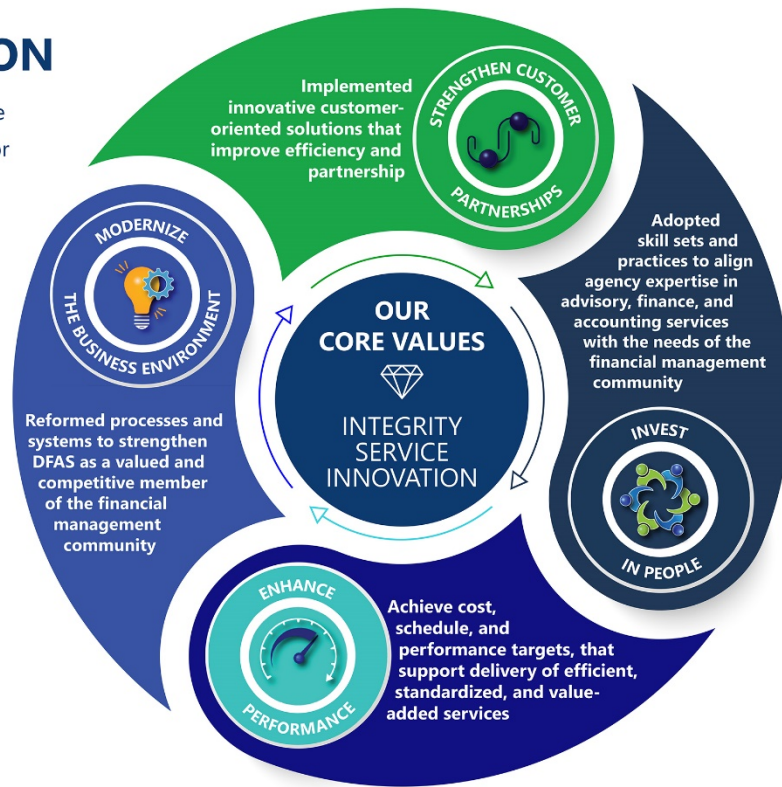 ON
e
or
STRENGTHEN CUSTOMER
PARTNERSHIPS
Implemented
innovative customer-
oriented solutions that
improve efficiency and
partnership
Adopted
skill sets and
practices to align
agency expertise in
advisory, finance, and
accounting services
with the needs of the
financial management
community
INVEST
IN PEOPLE
ENHANCE
PERFORMANCE
Achieve cost,
schedule, and
performance targets, that
support delivery of efficient,
standardized, and value-
added services
MODERNIZE
THE BUSINESS ENVIRONMENT
Reformed processes and
systems to strengthen
DFAS as a valued and
competitive member
of the financial
management
community
OUR
CORE VALUES
INTEGRITY
SERVICE
INNOVATION